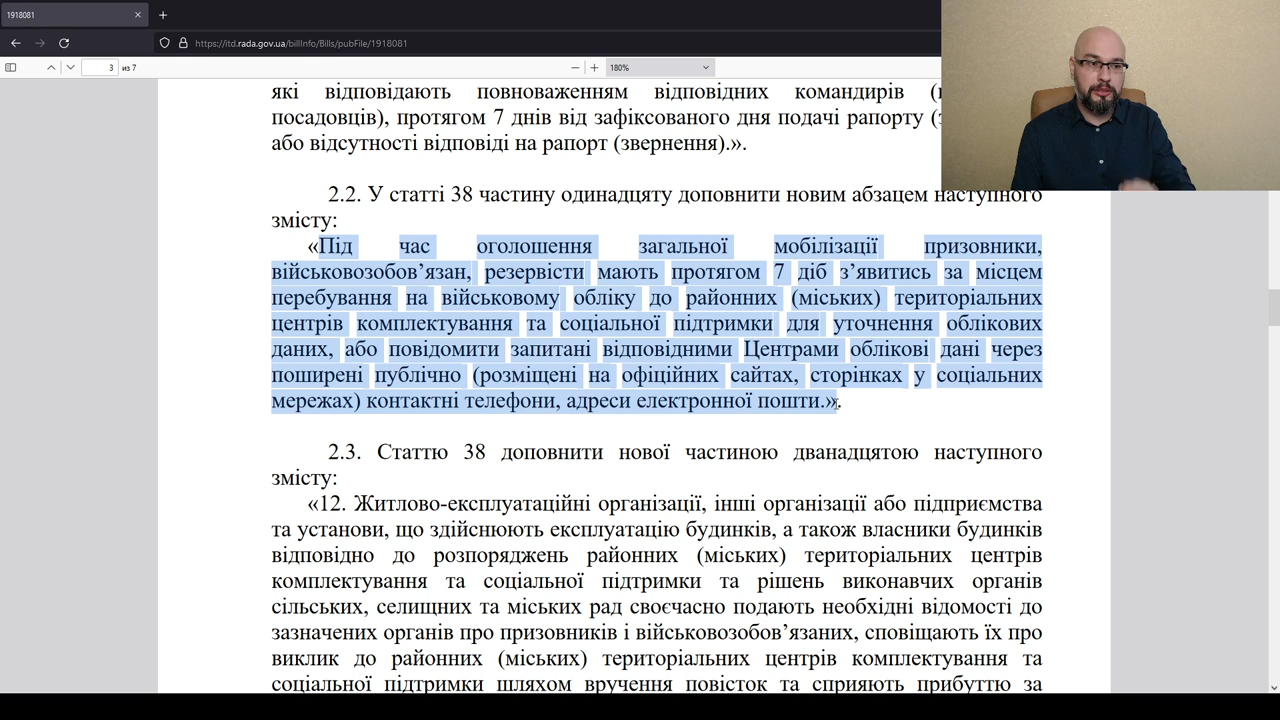 1918081
https://itd.rada.gov.ua/billInfo/Bills/pubFile/1918081
3 из 7
180%
які відповідають повноваженням відповідних командирів
посадовців), протягом 7 днів від зафіксованого дня подачі рапорту
або відсутності відповіді на рапорт (звернення).».
2.2. У статті 38 частину одинадцяту доповнити новим абзацем наступного
змісту:
«Під час оголошення загальної мобілізації призовники,
військовозобов’язан, резервісти мають протягом 7 діб з’явитись за місцем
перебування на військовому обліку до районних (міських) територіальних
центрів комплектування та соціальної підтримки для уточнення облікових
даних, або повідомити запитані відповідними Центрами облікові дані через
поширені публічно (розміщені на офіційних сайтах, сторінках у соціальних
мережах) контактні телефони, адреси електронної пошти.».
2.3. Статтю 38 доповнити нової частиною дванадцятою наступного
змісту:
«12. Житлово-експлуатаційні організації, інші організації або підприємства
та установи, що здійснюють експлуатацію будинків, а також власники будинків
відповідно до розпоряджень районних (міських) територіальних центрів
комплектування та соціальної підтримки та рішень виконавчих органів
сільських, селищних та міських рад своєчасно подають необхідні відомості до
зазначених органів про призовників і військовозобов’язаних, сповіщають їх про
виклик до районних (міських) територіальних центрів комплектування та
соціальної підтримки шляхом вручення повісток та сприяють прибуттю за